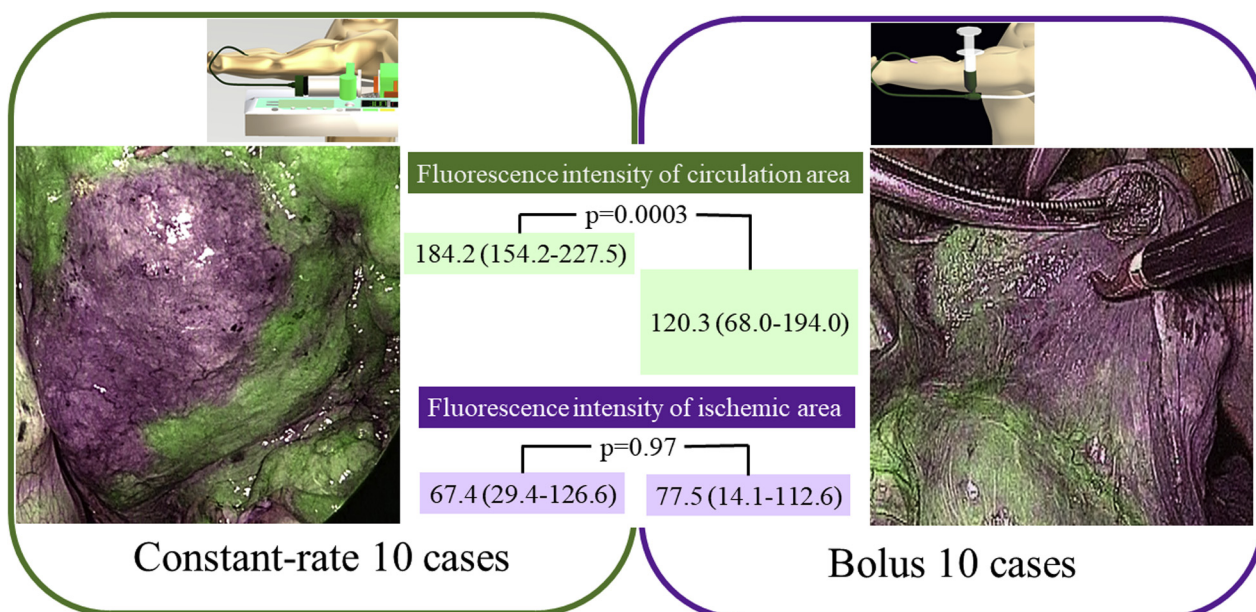 Fluorescence intensity of circulation area
p=0.0003
184.2 (154.2-227.5)
120.3 (68.0-194.0)
Fluorescence intensity of ischemic area
p=0.97
67.4 (29.4-126.6)
77.5 (14.1-112.6)
Constant-rate 10 cases
Bolus 10 cases